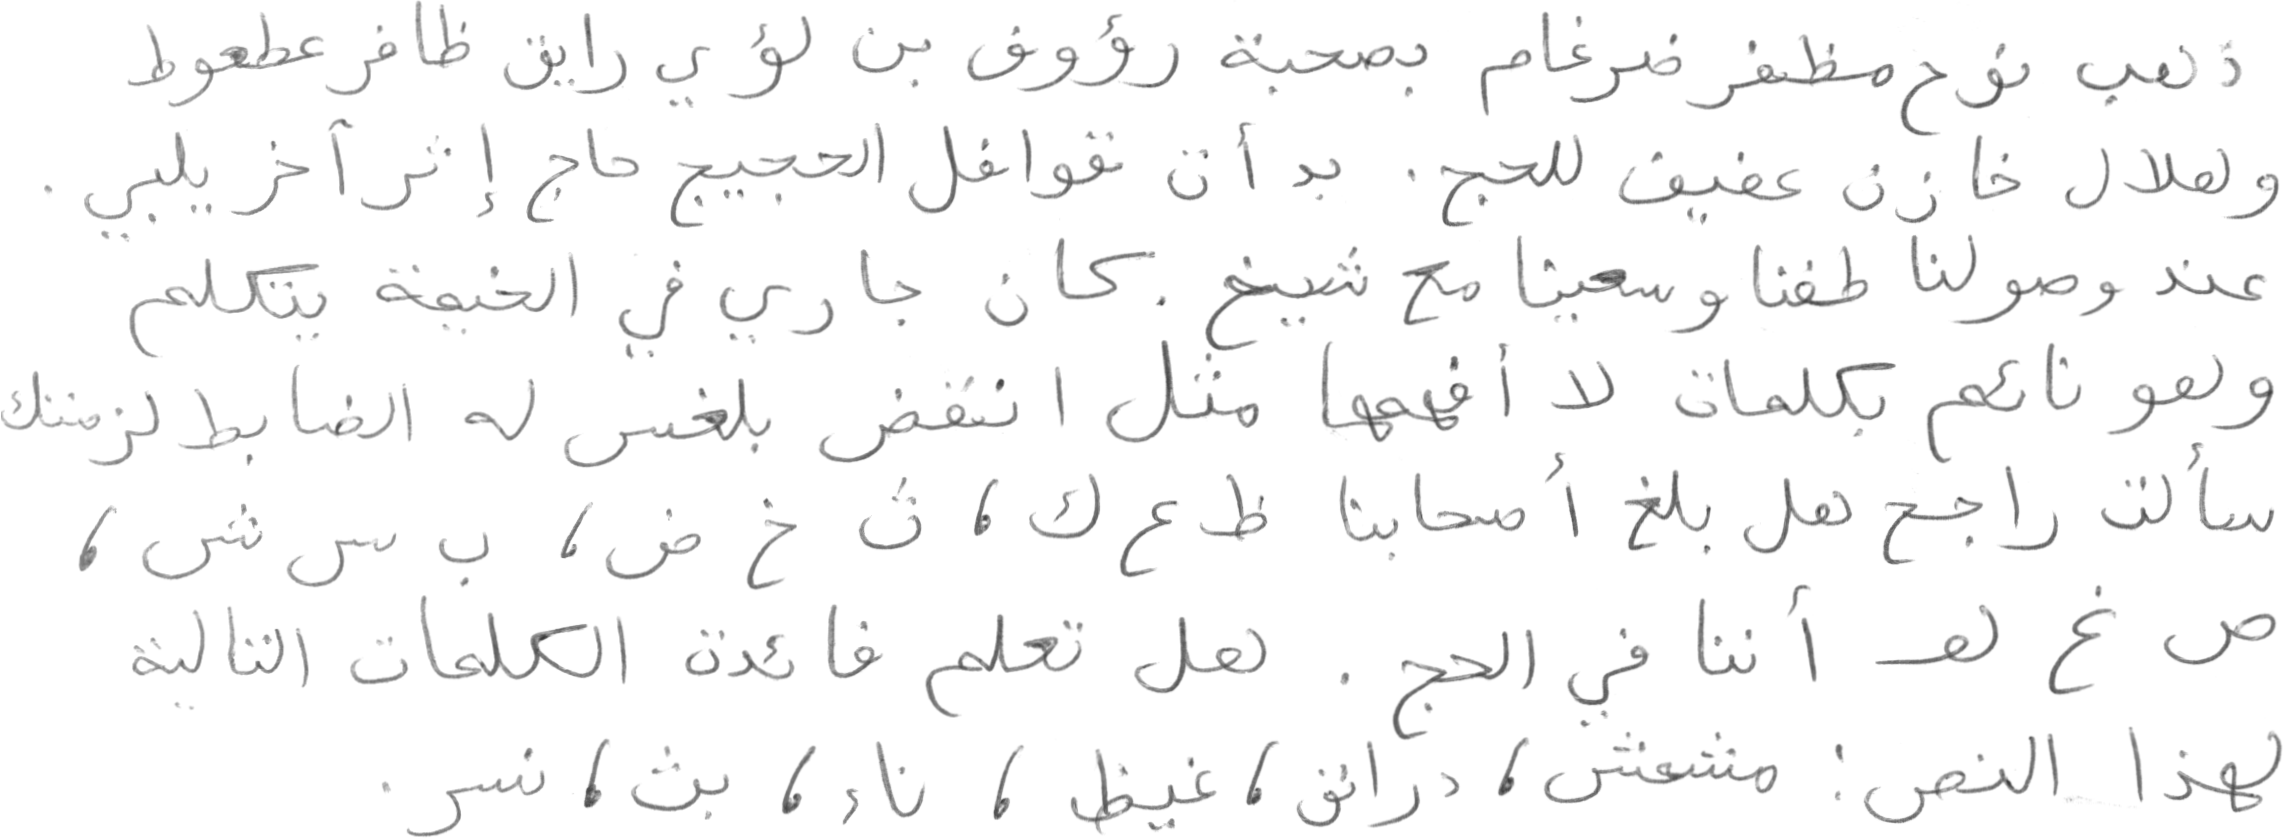 ذهب نوح مظفر ضرغام بصحبة رؤوف بن لؤي رايق ظافر عطعوط
وهلال خازن عفيف للحج. بدأت قوافل الحجيج حاج إثر آخر يلبي.
عند وصولنا طفنا وسعينا مع شيخ. كان جاري في الخيمة يتكلم
وهو نائم بكلمات لا أفهمها مثل انتفض بلغس له الضابط لزمننك
سألت راجح هل بلغ أصحابنا ظ ع ك، ث خ ض، ب س ش،
ص غ هـ أننا في الحج. هل تعلم فائدة الكلمات التالية
لهذا النص: مشمش، درانق، غيظ، ناء، بث، نسر.